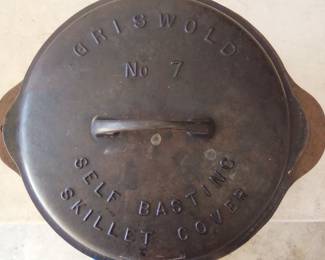 GRISWOLD
No 7
SELF BASTING
SKILLET COVER